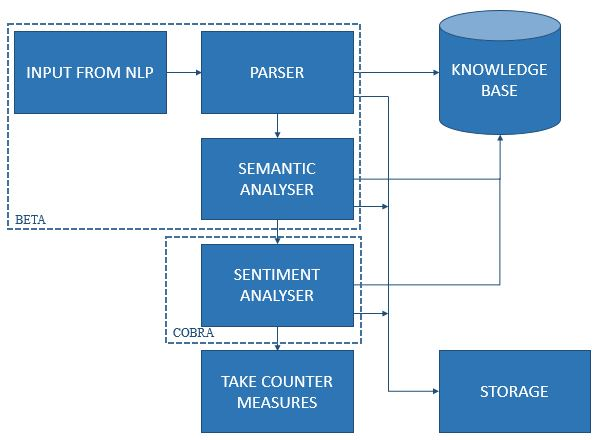 INPUT FROM NLP
PARSER
KNOWLEDGE
BASE
SEMANTIC
ANALYSER
BETA
SENTIMENT
ANALYSER
COBRA
TAKE COUNTER
MEASURES
STORAGE